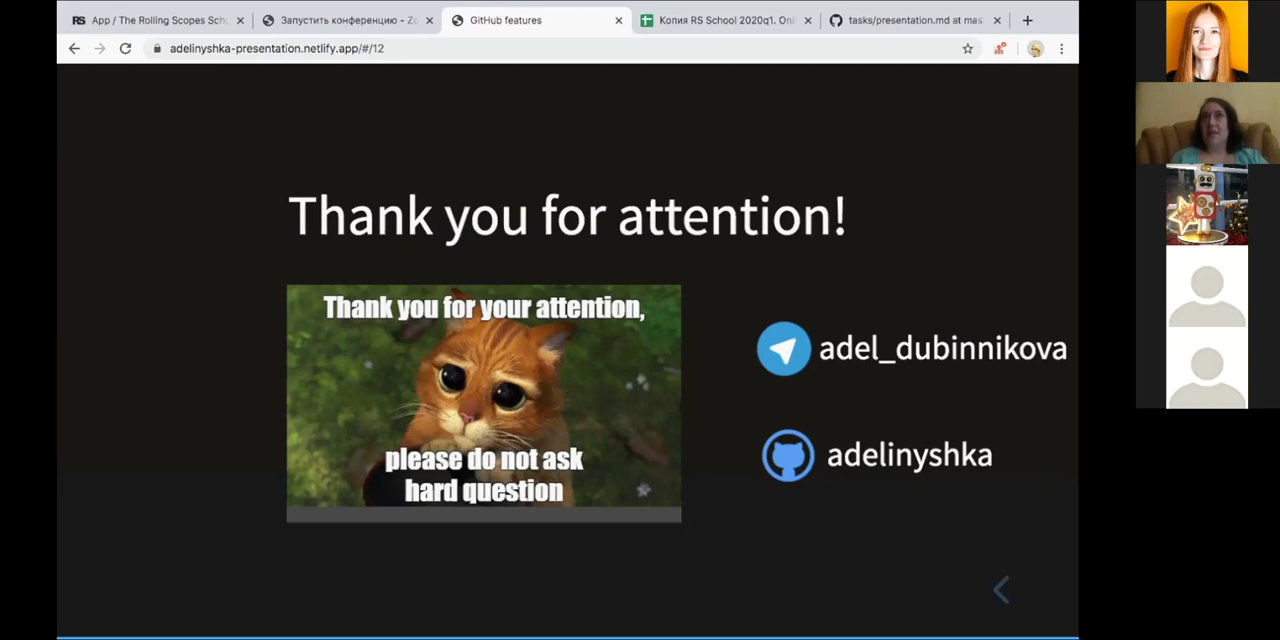 RS App / The Rolling Scopes Sch
Запустить конференцию - Zo
GitHub features
Копия RS School 2020q1. Onl
tasks/presentation.md at mas
adelinyshka-presentation.netlify.app/#/12
Thank you for attention!
Thank you for your attention,
please do not ask
hard question
adel_dubinnikova
adelinyshka